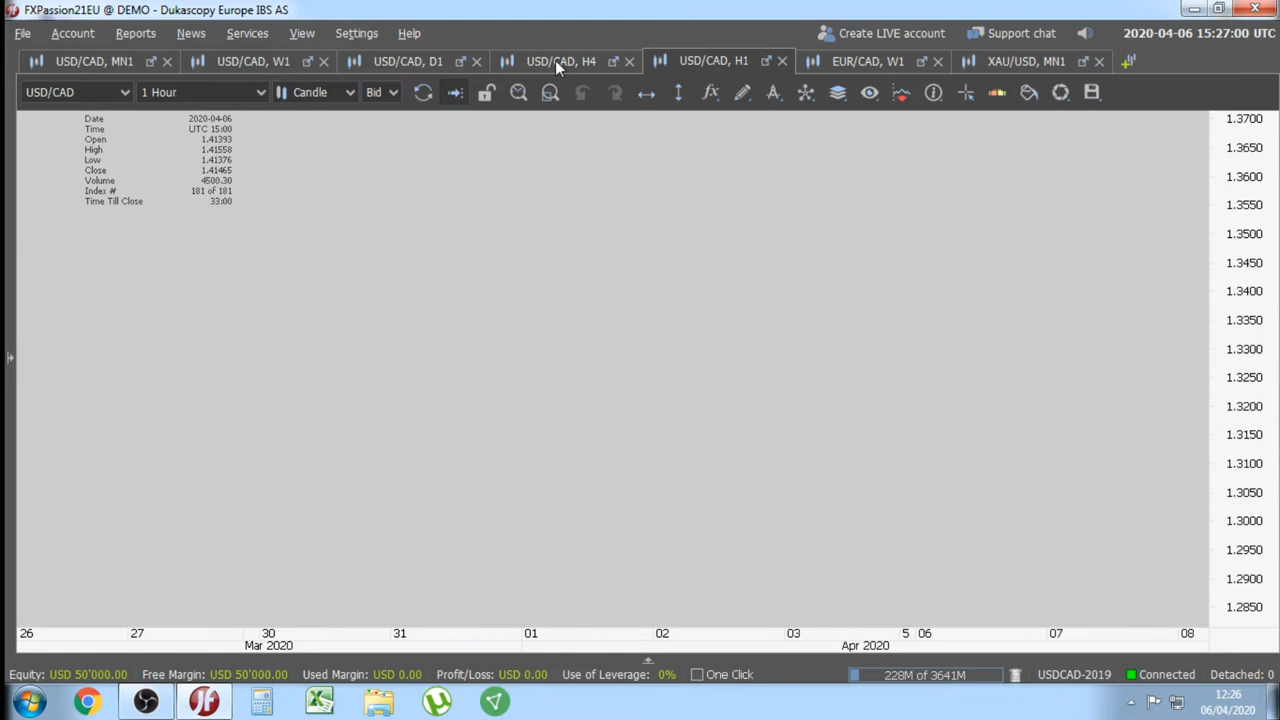 FXPassion21EU @ DEMO - Dukascopy Europe IBS AS
File Account Reports News Services View Settings Help Create LIVE account Support chat 2020-04-06 15:27:00 UTC
USD/CAD, MN1 USD/CAD, W1 USD/CAD, D1 USD/CAD, H4 USD/CAD, H1 EUR/CAD, W1 XAU/USD, MN1
USD/CAD 1 Hour Candle Bid
Date 2020-04-06
Time UTC 15:00
Open 1.41393
High 1.41558
Low 1.41376
Close 1.41465
Volume 4500.30
Index # 181 of 181
Time Till Close 33:00
1.3700
1.3650
1.3600
1.3550
1.3500
1.3450
1.3400
1.3350
1.3300
1.3250
1.3200
1.3150
1.3100
1.3050
1.3000
1.2950
1.2900
1.2850
26 27 30 31 01 02 03 5 06 07 08
Mar 2020 Apr 2020
Equity: USD 50'000.00 Free Margin: USD 50'000.00 Used Margin: USD 0.00 Profit/Loss: USD 0.00 Use of Leverage: 0% One Click 228M of 3641M USDCAD-2019 Connected Detached: 0
12:26
06/04/2020